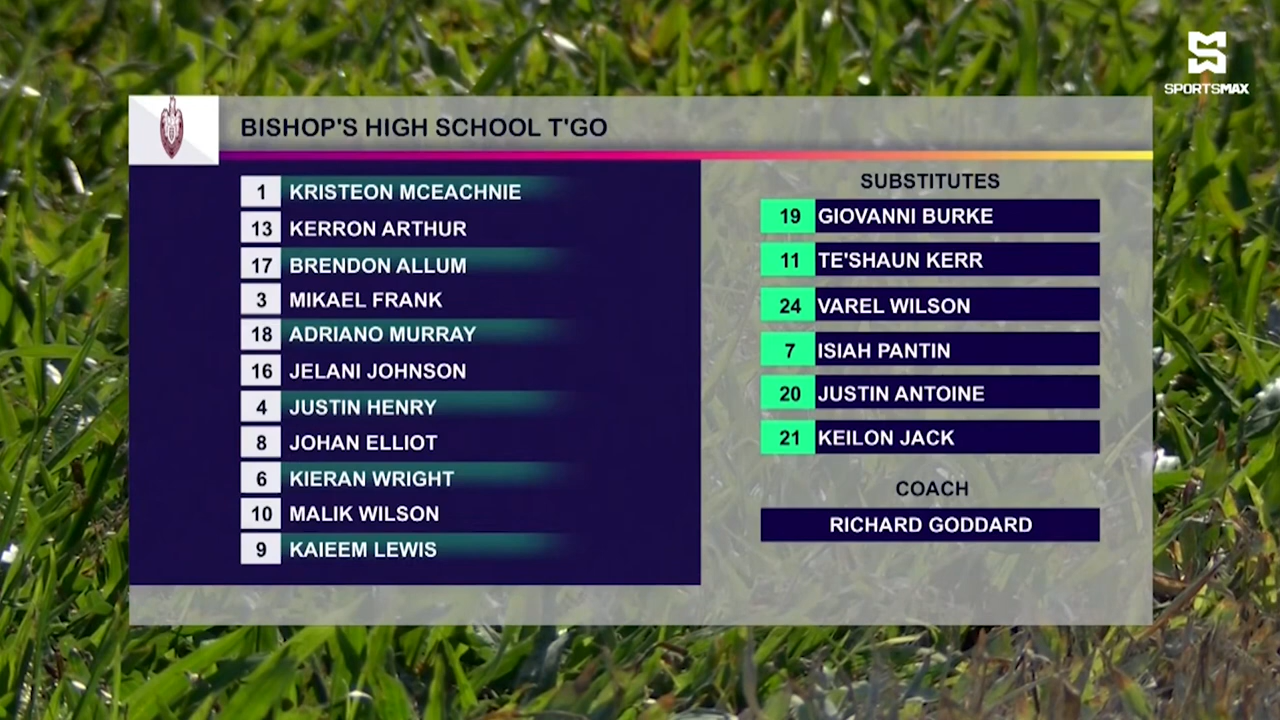 SPORTSMAX
BISHOP'S HIGH SCHOOL T'GO
1 KRISTEON MCEACHNIE
13 KERRON ARTHUR
17 BRENDON ALLUM
3 MIKAEL FRANK
18 ADRIANO MURRAY
16 JELANI JOHNSON
4 JUSTIN HENRY
8 JOHAN ELLIOT
6 KIERAN WRIGHT
10 MALIK WILSON
9 KAIEEM LEWIS
SUBSTITUTES
19 GIOVANNI BURKE
11 TE'SHAUN KERR
24 VAREL WILSON
7 ISIAH PANTIN
20 JUSTIN ANTOINE
21 KEILON JACK
COACH
RICHARD GODDARD